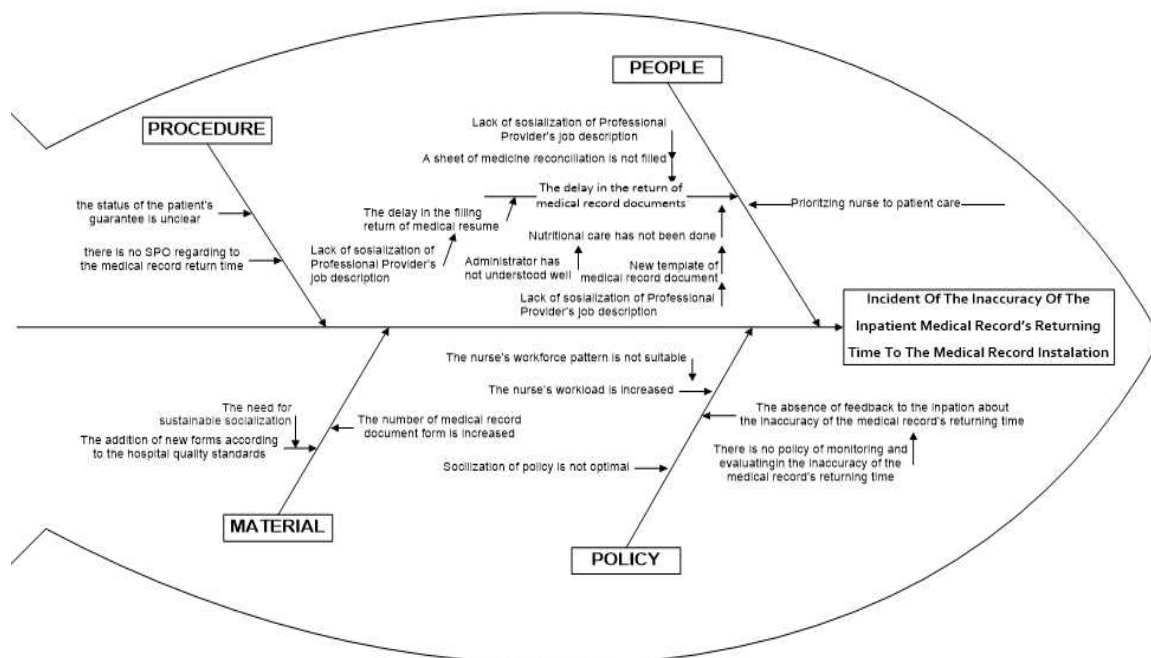 PEOPLE
PROCEDURE
Lack of sosialization of Professional
Provider's job description
A sheet of medicine reconciliation is not filled
The delay in the return of
medical record documents
Prioritzing nurse to patient care
the status of the patient's
guarantee is unclear
The delay in the filling
return of medical resume
Nutritional care has not been done
there is no SPO regarding to
the medical record return time
Lack of sosialization of
Professional Provider's
job description
Administrator has
not understood well
New template of
medical record document
Lack of sosialization of Professional
Provider's job description
Incident Of The Inaccuracy Of The
Inpatient Medical Record's Returning
Time To The Medical Record Instalation
The nurse's workforce pattern is not suitable
The nurse's workload is increased
The need for
sustainable socialization
The addition of new forms according
to the hospital quality standards
The number of medical record
document form is increased
The absence of feedback to the inpation about
the inaccuracy of the medical record's returning time
Socilization of policy is not optimal
There is no policy of monitoring and
evaluatingin the inaccuracy of the
medical record's returning time
MATERIAL
POLICY